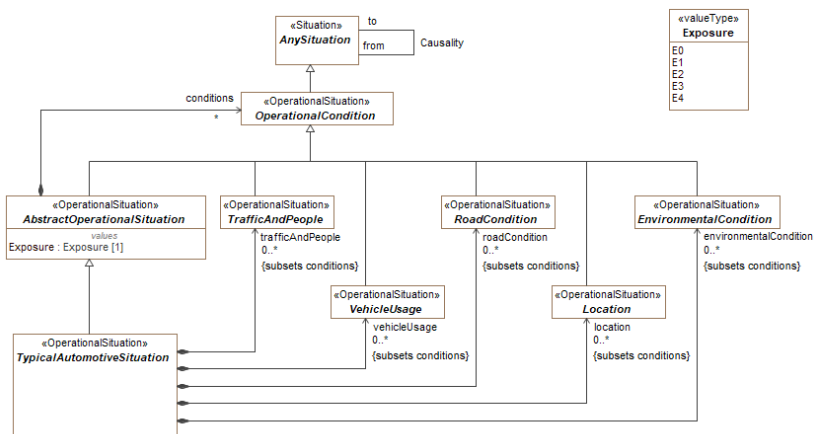 «Situation»
AnySituation
to
from
Causality
«valueType»
Exposure
E0
E1
E2
E3
E4
conditions
*
«OperationalSituation»
OperationalCondition
«OperationalSituation»
AbstractOperationalSituation
values
Exposure : Exposure [1]
«OperationalSituation»
TrafficAndPeople
trafficAndPeople
0..*
{subsets conditions}
«OperationalSituation»
RoadCondition
roadCondition
0..*
{subsets conditions}
«OperationalSituation»
EnvironmentalCondition
environmentalCondition
0..*
{subsets conditions}
«OperationalSituation»
VehicleUsage
vehicleUsage
0..*
{subsets conditions}
«OperationalSituation»
Location
location
0..*
{subsets conditions}
«OperationalSituation»
TypicalAutomotiveSituation